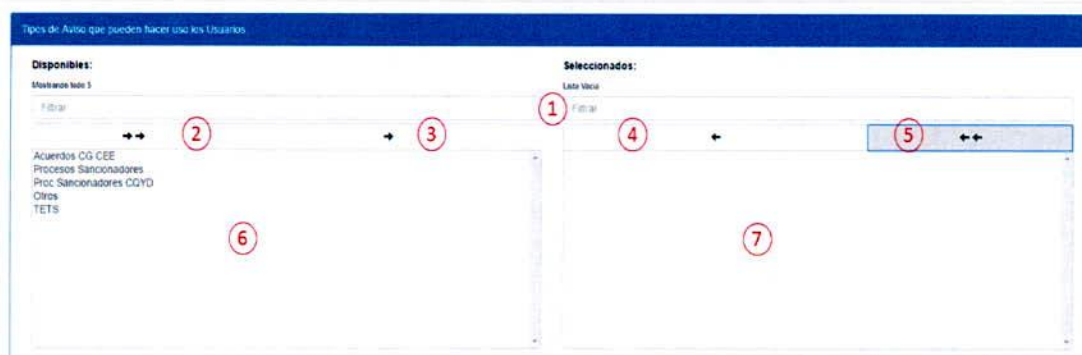 Tipos de Aviso que pueden hacer uso los Usuarios
Disponibles:
Mostrando todo 5
Filtrar
2
3
Acuerdos CG CEE
Procesos Sancionadores
Proc Sancionadores CQYD
Otros
TETS
6
Seleccionados:
Lista Vacia
1
Filtrar
4
5
7